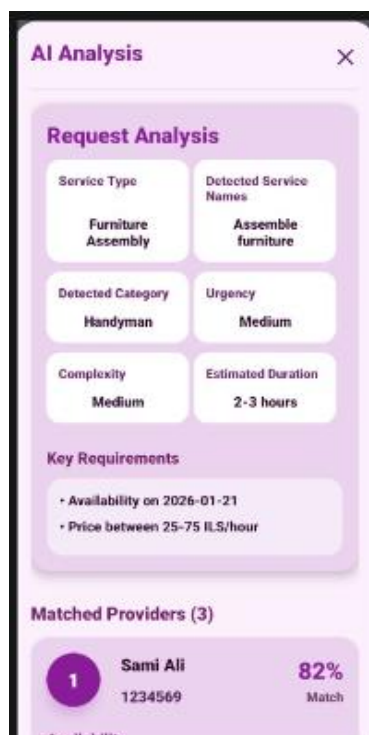 AI Analysis
Request Analysis
Service Type
Furniture
Assembly
Detected Service
Names
Assemble
furniture
Detected Category
Handyman
Urgency
Medium
Complexity
Medium
Estimated Duration
2-3 hours
Key Requirements
• Availability on 2026-01-21
• Price between 25-75 ILS/hour
Matched Providers (3)
1
Sami Ali
1234569
82%
Match